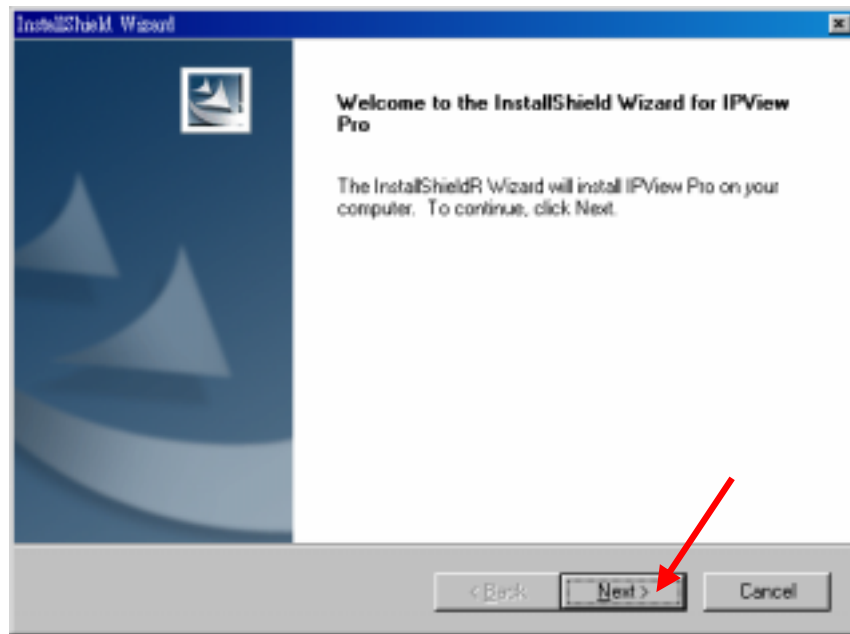 InstallShield Wizard
Welcome to the InstallShield Wizard for IPView
Pro
The InstallShieldR Wizard will install IPView Pro on your
computer. To continue, click Next.
< Back
Next >
Cancel